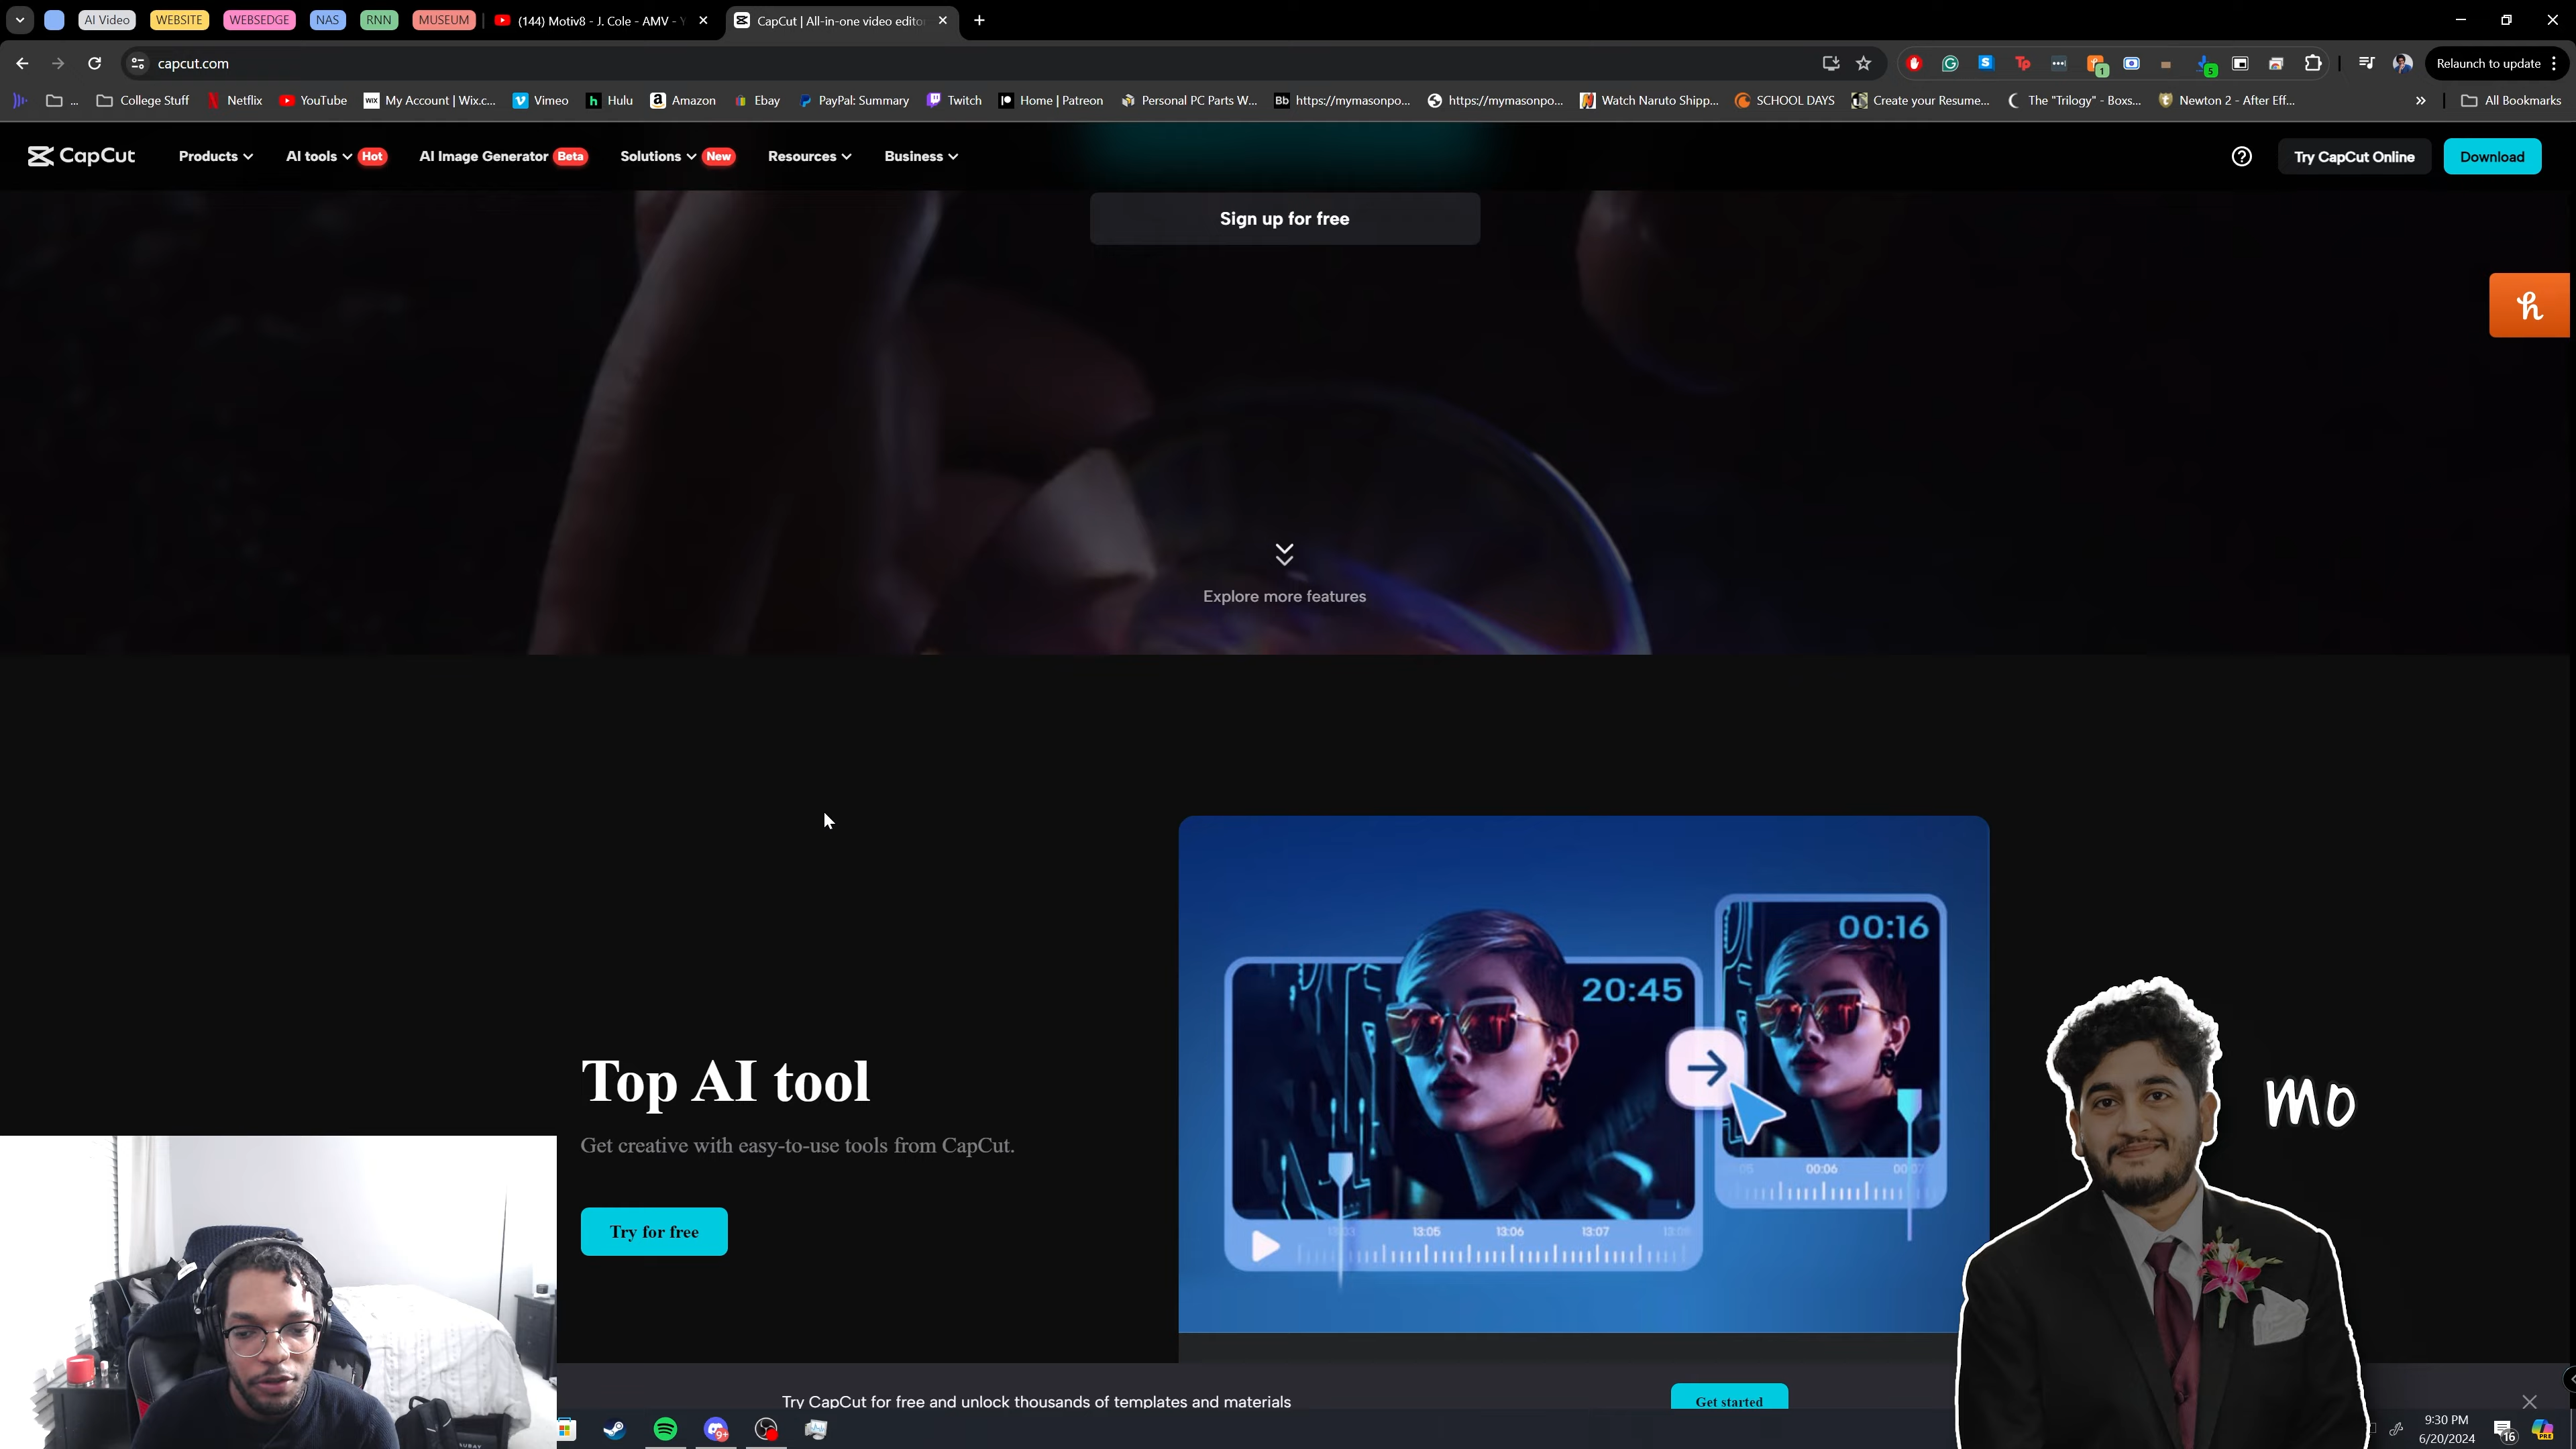 AI Video WEBSITE WEBSEDGE NAS RNN MUSEUM (144) Motiv8 - J. Cole - AMV - Y CapCut | All-in-one video editor
capcut.com Relaunch to update
... College Stuff Netflix YouTube My Account | Wix.c... Vimeo Hulu Amazon Ebay PayPal: Summary Twitch Home | Patreon Personal PC Parts W... https://mymasonpo... https://mymasonpo... Watch Naruto Shipp... SCHOOL DAYS Create your Resume... The "Trilogy" - Boxs... Newton 2 - After Eff... All Bookmarks
CapCut Products AI tools Hot AI Image Generator Beta Solutions New Resources Business Try CapCut Online Download
Sign up for free
Explore more features
00:16
20:45
Top AI tool
Get creative with easy-to-use tools from CapCut.
Try for free
00:06
13:05 13:06 13:07
Mo
Try CapCut for free and unlock thousands of templates and materials Get started
9:30 PM
6/20/2024
16